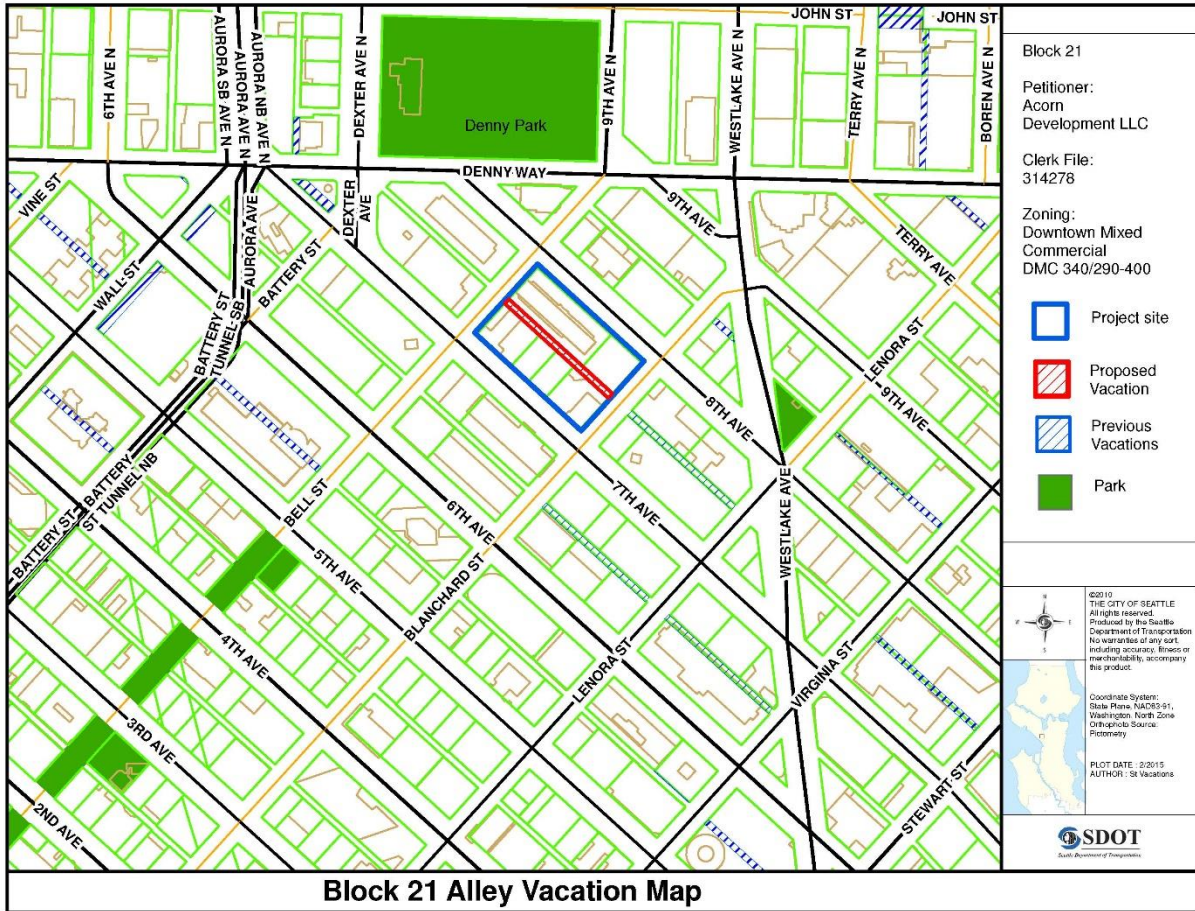 JOHN ST
JOHN ST
6TH AVE N
AURORA SB AVE N
AURORA AVE N
AURORA NB AVE N
DEXTER AVE N
Denny Park
9TH AVE N
WESTLAKE AVE N
TERRY AVE N
BOREN AVE N
DENNY WAY
VINE ST
DEXTER
AVE
9TH AVE
TERRY AVE
WALL ST
AURORA AVE
BATTERY ST
BATTERY ST
TUNNEL SB
LENORA ST
9TH AVE
8TH AVE
BATTERY ST
BATTERY
ST TUNNEL NB
BELL ST
6TH AVE
7TH AVE
WESTLAKE AVE
5TH AVE
BLANCHARD ST
4TH AVE
LENORA ST
VIRGINIA ST
3RD AVE
STEWART ST
2ND AVE
Block 21
Petitioner:
Acorn
Development LLC
Clerk File:
314278
Zoning:
Downtown Mixed
Commercial
DMC 340/290-400
Project site
Proposed
Vacation
Previous
Vacations
Park
N
W
E
S
©2010
THE CITY OF SEATTLE
All rights reserved.
Produced by the Seattle
Department of Transportation
No warranties of any sort,
including accuracy, fitness or
merchantability, accompany
this product.
Coordinate System:
State Plane, NAD83-91,
Washington, North Zone
Orthophoto Source:
Pictometry
PLOT DATE : 2/2015
AUTHOR : St Vacations
SDOT
Seattle Department of Transportation
Block 21 Alley Vacation Map